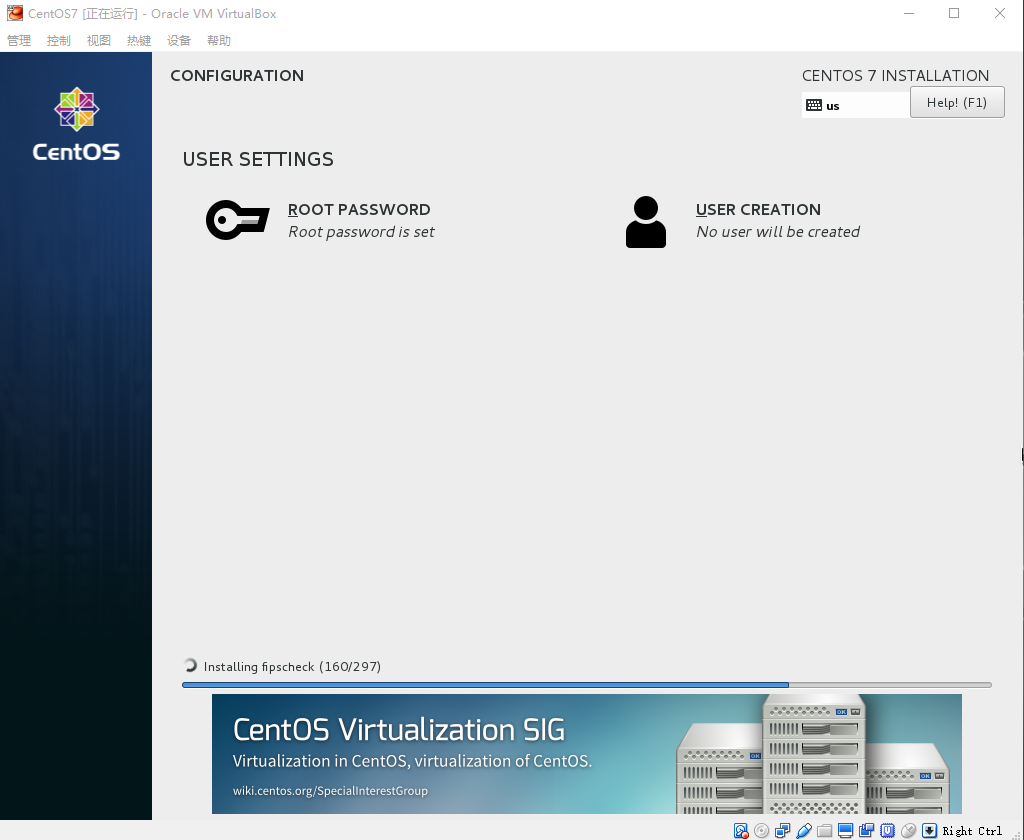 CentOS7 [正在运行] - Oracle VM VirtualBox
管理 控制 视图 热键 设备 帮助
CentOS
CONFIGURATION
CENTOS 7 INSTALLATION
us
Help! (F1)
USER SETTINGS
ROOT PASSWORD
Root password is set
USER CREATION
No user will be created
Installing fipscheck (160/297)
CentOS Virtualization SIG
Virtualization in CentOS, virtualization of CentOS.
wiki.centos.org/SpecialInterestGroup
OK
OK
OK
Right Ctrl